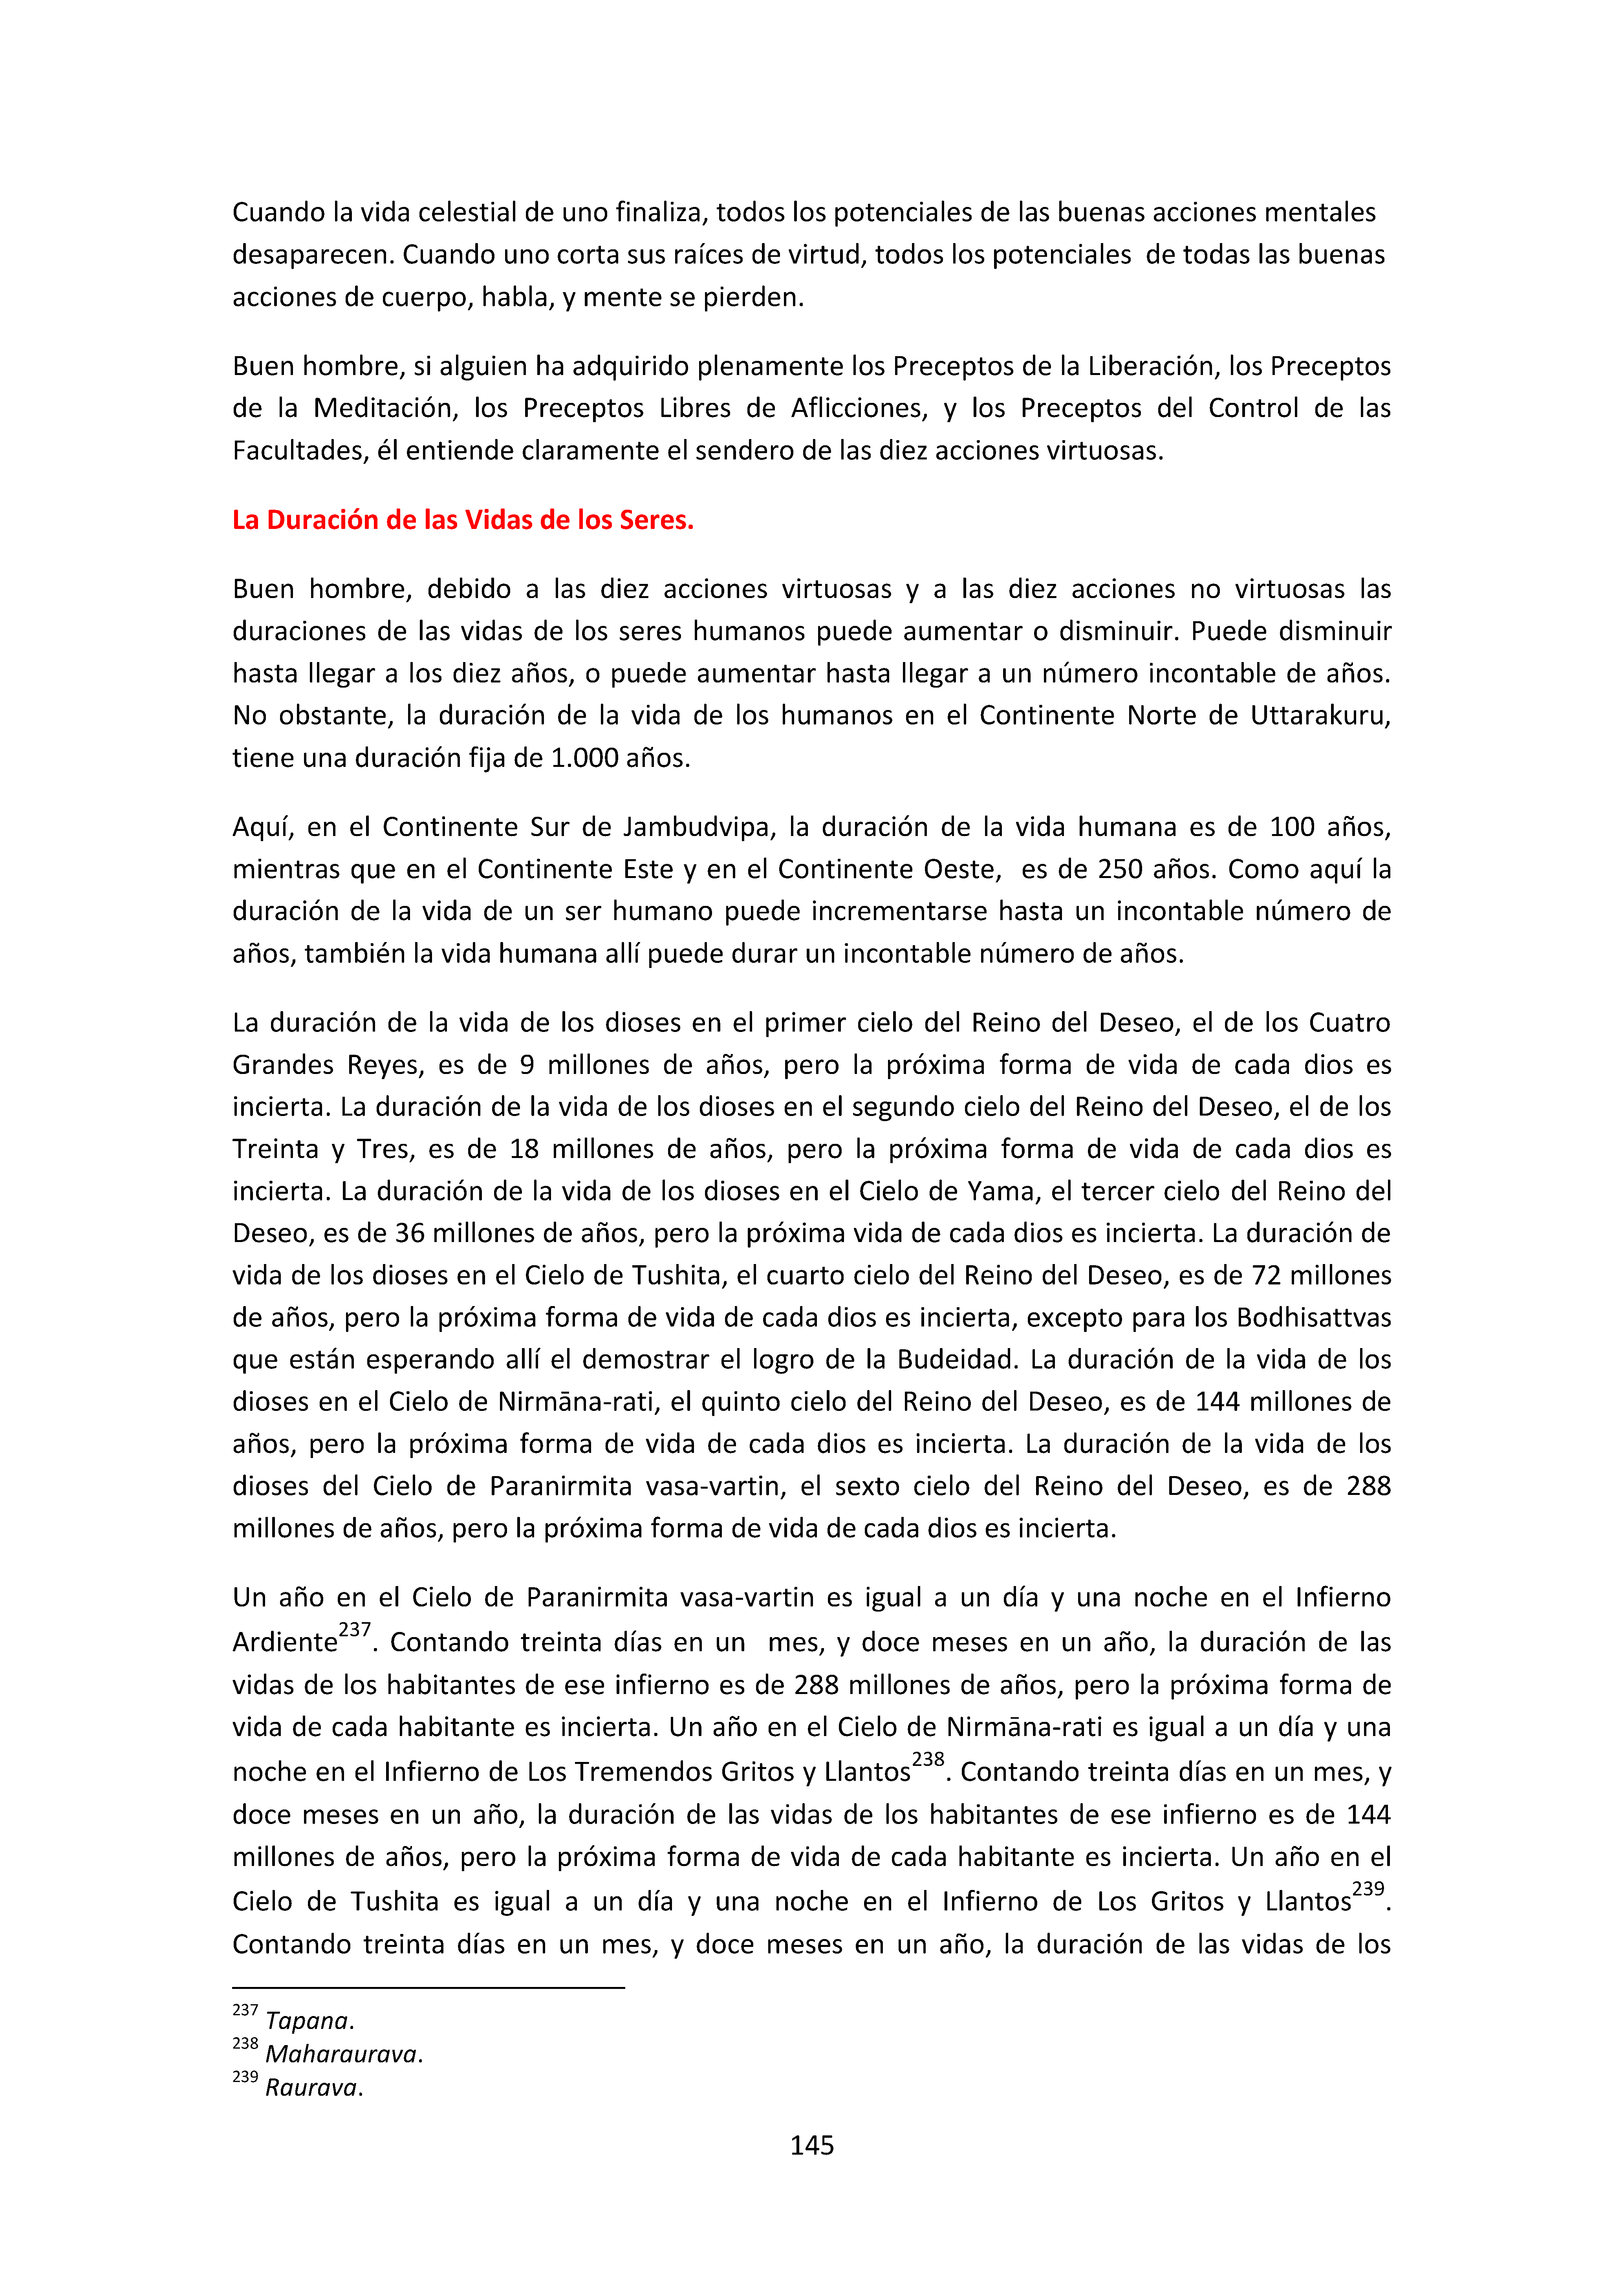 Cuando la vida celestial de uno finaliza, todos los potenciales de las buenas acciones mentales
desaparecen. Cuando uno corta sus raíces de virtud, todos los potenciales  de todas las buenas
acciones de cuerpo, habla, y mente se pierden.
Buen hombre, si alguien ha adquirido plenamente los Preceptos de la Liberación, los Preceptos
de la Meditación, los Preceptos Libres de Aflicciones, y los Preceptos del Control de las
Facultades, él entiende claramente el sendero de las diez acciones virtuosas.
La Duración de las Vidas de los Seres.
Buen hombre, debido a las diez acciones virtuosas y a las diez acciones no virtuosas las
duraciones de las vidas de los seres humanos puede aumentar o disminuir. Puede disminuir
hasta llegar a los diez años, o puede aumentar hasta llegar a un número incontable de años.
No obstante, la duración de la vida de los humanos en el Continente Norte de Uttarakuru,
tiene una duración fija de 1.000 años.
Aquí, en el Continente Sur de Jambudvipa, la duración de la vida humana es de 100 años,
mientras que en el Continente Este y en el Continente Oeste,  es de 250 años. Como aquí la
duración de la vida de un ser humano puede incrementarse hasta un incontable número de
años, también la vida humana allí puede durar un incontable número de años.
La duración de la vida de los dioses en el primer cielo del Reino del Deseo, el de los Cuatro
Grandes Reyes, es de 9 millones de años, pero la próxima forma de vida de cada dios es
incierta. La duración de la vida de los dioses en el segundo cielo del Reino del Deseo, el de los
Treinta y Tres, es de 18 millones de años, pero la próxima forma de vida de cada dios es
incierta. La duración de la vida de los dioses en el Cielo de Yama, el tercer cielo del Reino del
Deseo, es de 36 millones de años, pero la próxima vida de cada dios es incierta. La duración de
vida de los dioses en el Cielo de Tushita, el cuarto cielo del Reino del Deseo, es de 72 millones
de años, pero la próxima forma de vida de cada dios es incierta, excepto para los Bodhisattvas
que están esperando allí el demostrar el logro de la Budeidad. La duración de la vida de los
dioses en el Cielo de Nirmāna-rati, el quinto cielo del Reino del Deseo, es de 144 millones de
años, pero la próxima forma de vida de cada dios es incierta. La duración de la vida de los
dioses del Cielo de Paranirmita vasa-vartin, el sexto cielo del Reino del Deseo, es de 288
millones de años, pero la próxima forma de vida de cada dios es incierta.
Un año en el Cielo de Paranirmita vasa-vartin es igual a un día y una noche en el Infierno
Ardiente237. Contando treinta días en un  mes, y doce meses en un año, la duración de las
vidas de los habitantes de ese infierno es de 288 millones de años, pero la próxima forma de
vida de cada habitante es incierta. Un año en el Cielo de Nirmāna-rati es igual a un día y una
noche en el Infierno de Los Tremendos Gritos y Llantos238. Contando treinta días en un mes, y
doce meses en un año, la duración de las vidas de los habitantes de ese infierno es de 144
millones de años, pero la próxima forma de vida de cada habitante es incierta. Un año en el
Cielo de Tushita es igual a un día y una noche en el Infierno de Los Gritos y Llantos239.
Contando treinta días en un mes, y doce meses en un año, la duración de las vidas de los
237 Tapana.
238 Maharaurava.
239 Raurava.
145